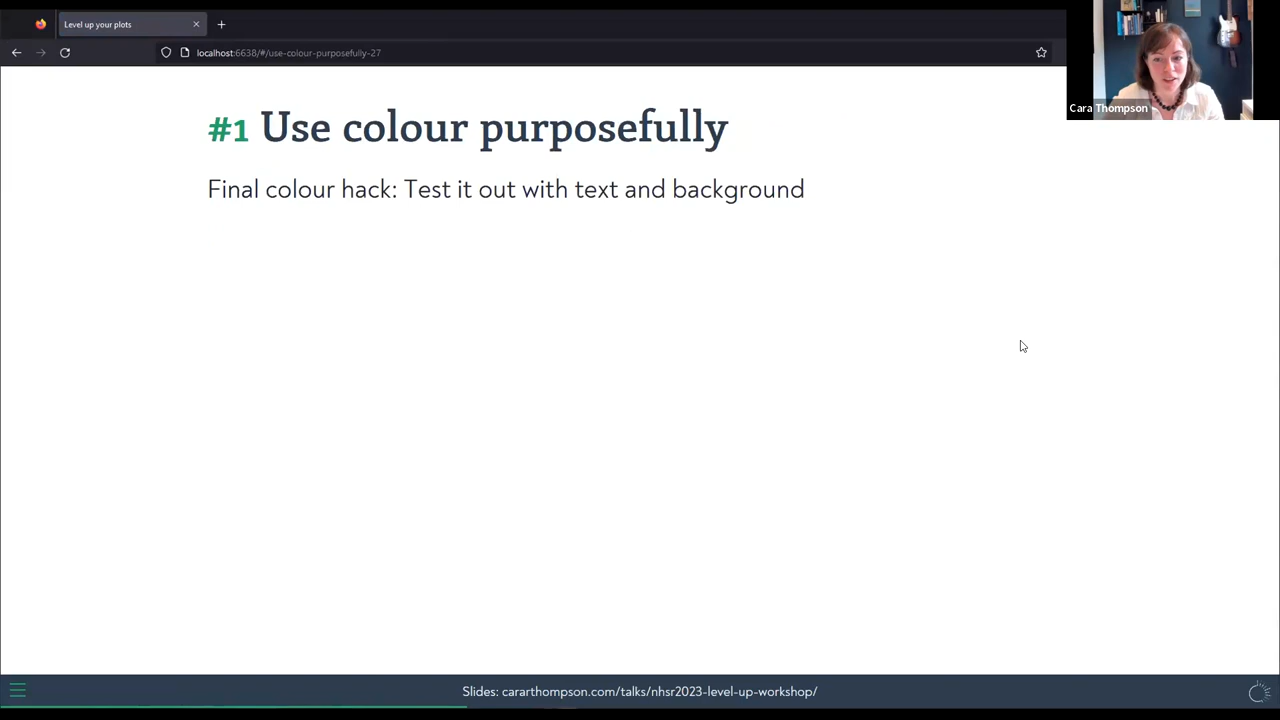 Level up your plots
localhost:6638/#/use-colour-purposefully-27
Cara Thompson
#1 Use colour purposefully
Final colour hack: Test it out with text and background
Slides: cararthompson.com/talks/nhsr2023-level-up-workshop/